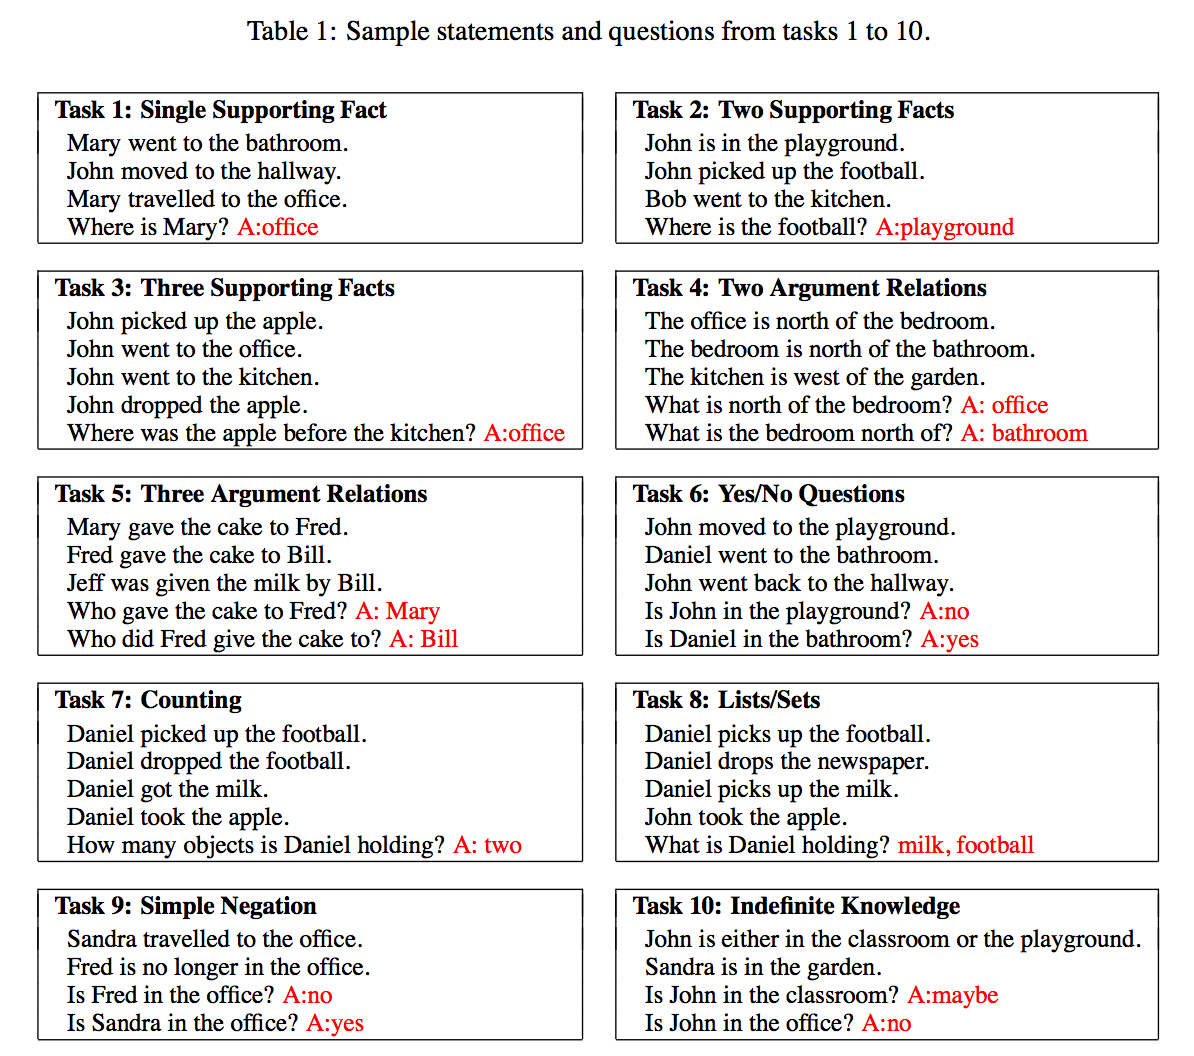 Table 1: Sample statements and questions from tasks 1 to 10.
Task 1: Single Supporting Fact
Mary went to the bathroom.
John moved to the hallway.
Mary travelled to the office.
Where is Mary? A:office
Task 2: Two Supporting Facts
John is in the playground.
John picked up the football.
Bob went to the kitchen.
Where is the football? A:playground
Task 3: Three Supporting Facts
John picked up the apple.
John went to the office.
John went to the kitchen.
John dropped the apple.
Where was the apple before the kitchen? A:office
Task 4: Two Argument Relations
The office is north of the bedroom.
The bedroom is north of the bathroom.
The kitchen is west of the garden.
What is north of the bedroom? A: office
What is the bedroom north of? A: bathroom
Task 5: Three Argument Relations
Mary gave the cake to Fred.
Fred gave the cake to Bill.
Jeff was given the milk by Bill.
Who gave the cake to Fred? A: Mary
Who did Fred give the cake to? A: Bill
Task 6: Yes/No Questions
John moved to the playground.
Daniel went to the bathroom.
John went back to the hallway.
Is John in the playground? A:no
Is Daniel in the bathroom? A:yes
Task 7: Counting
Daniel picked up the football.
Daniel dropped the football.
Daniel got the milk.
Daniel took the apple.
How many objects is Daniel holding? A: two
Task 8: Lists/Sets
Daniel picks up the football.
Daniel drops the newspaper.
Daniel picks up the milk.
John took the apple.
What is Daniel holding? milk, football
Task 9: Simple Negation
Sandra travelled to the office.
Fred is no longer in the office.
Is Fred in the office? A:no
Is Sandra in the office? A:yes
Task 10: Indefinite Knowledge
John is either in the classroom or the playground.
Sandra is in the garden.
Is John in the classroom? A:maybe
Is John in the office? A:no